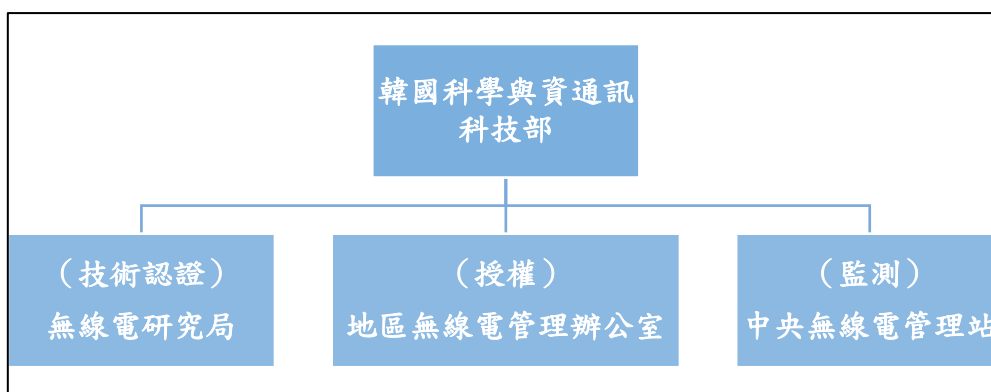 韓國科學與資通訊
科技部
（技術認證）
無線電研究局
（授權）
地區無線電管理辦公室
（監測）
中央無線電管理站